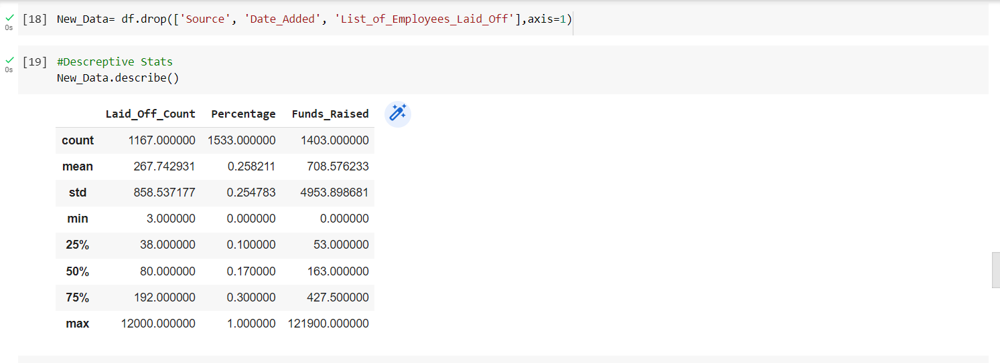 [18] New_Data= df.drop(['Source', 'Date_Added', 'List_of_Employees_Laid_Off'],axis=1)
0s
[19] #Descreptive Stats
0s
New_Data.describe()
Laid_Off_Count Percentage Funds_Raised
count 1167.000000 1533.000000 1403.000000
mean 267.742931 0.258211 708.576233
std 858.537177 0.254783 4953.898681
min 3.000000 0.000000 0.000000
25% 38.000000 0.100000 53.000000
50% 80.000000 0.170000 163.000000
75% 192.000000 0.300000 427.500000
max 12000.000000 1.000000 121900.000000